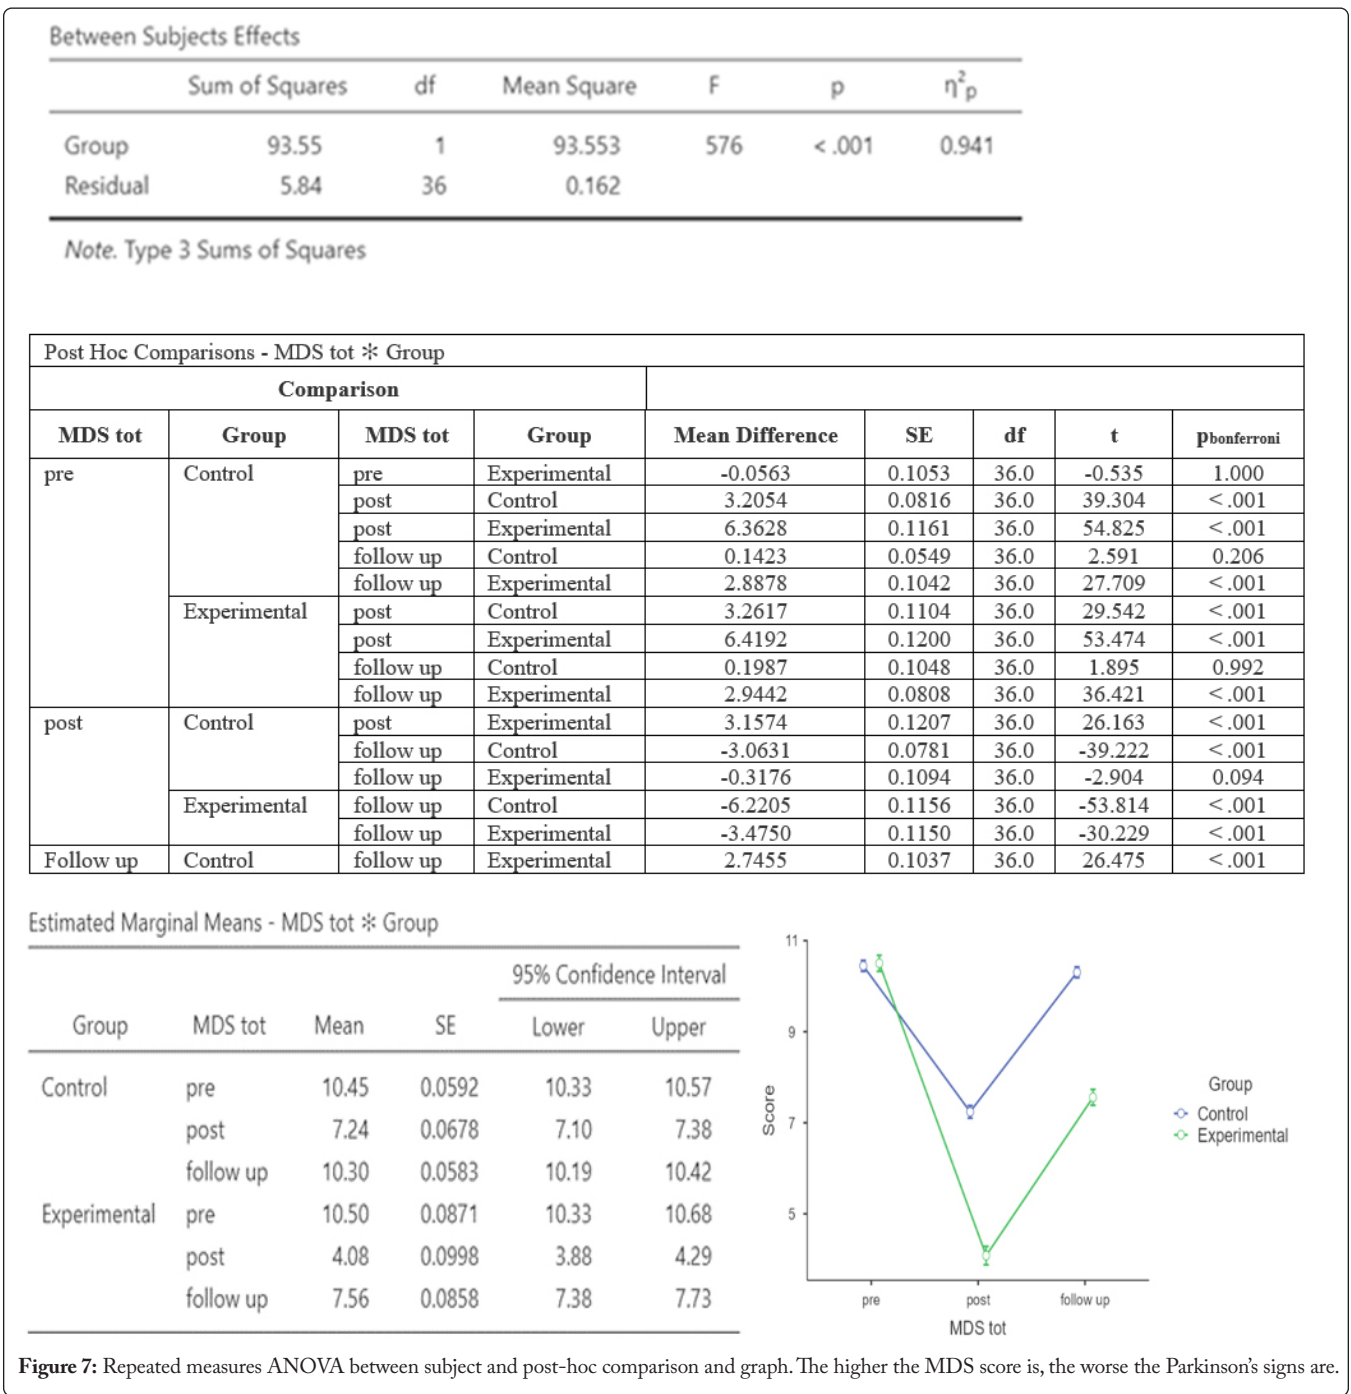 Between Subjects Effects
Sum of Squares df Mean Square F p η²p
Group 93.55 1 93.553 576 < .001 0.941
Residual 5.84 36 0.162
Note. Type 3 Sums of Squares
Post Hoc Comparisons - MDS tot ✻ Group
Comparison
MDS tot Group MDS tot Group Mean Difference SE df t pbonferroni
pre Control pre Experimental -0.0563 0.1053 36.0 -0.535 1.000
post Control 3.2054 0.0816 36.0 39.304 < .001
post Experimental 6.3628 0.1161 36.0 54.825 < .001
follow up Control 0.1423 0.0549 36.0 2.591 0.206
follow up Experimental 2.8878 0.1042 36.0 27.709 < .001
Experimental post Control 3.2617 0.1104 36.0 29.542 < .001
post Experimental 6.4192 0.1200 36.0 53.474 < .001
follow up Control 0.1987 0.1048 36.0 1.895 0.992
follow up Experimental 2.9442 0.0808 36.0 36.421 < .001
post Control post Experimental 3.1574 0.1207 36.0 26.163 < .001
follow up Control -3.0631 0.0781 36.0 -39.222 < .001
follow up Experimental -0.3176 0.1094 36.0 -2.904 0.094
Experimental follow up Control -6.2205 0.1156 36.0 -53.814 < .001
follow up Experimental -3.4750 0.1150 36.0 -30.229 < .001
Follow up Control follow up Experimental 2.7455 0.1037 36.0 26.475 < .001
Estimated Marginal Means - MDS tot ✻ Group
95% Confidence Interval
Group MDS tot Mean SE Lower Upper
Control pre 10.45 0.0592 10.33 10.57
post 7.24 0.0678 7.10 7.38
follow up 10.30 0.0583 10.19 10.42
Experimental pre 10.50 0.0871 10.33 10.68
post 4.08 0.0998 3.88 4.29
follow up 7.56 0.0858 7.38 7.73
11
9
7
5
Score
pre post follow up
MDS tot
Group
Control
Experimental
Figure 7: Repeated measures ANOVA between subject and post-hoc comparison and graph. The higher the MDS score is, the worse the Parkinson's signs are.